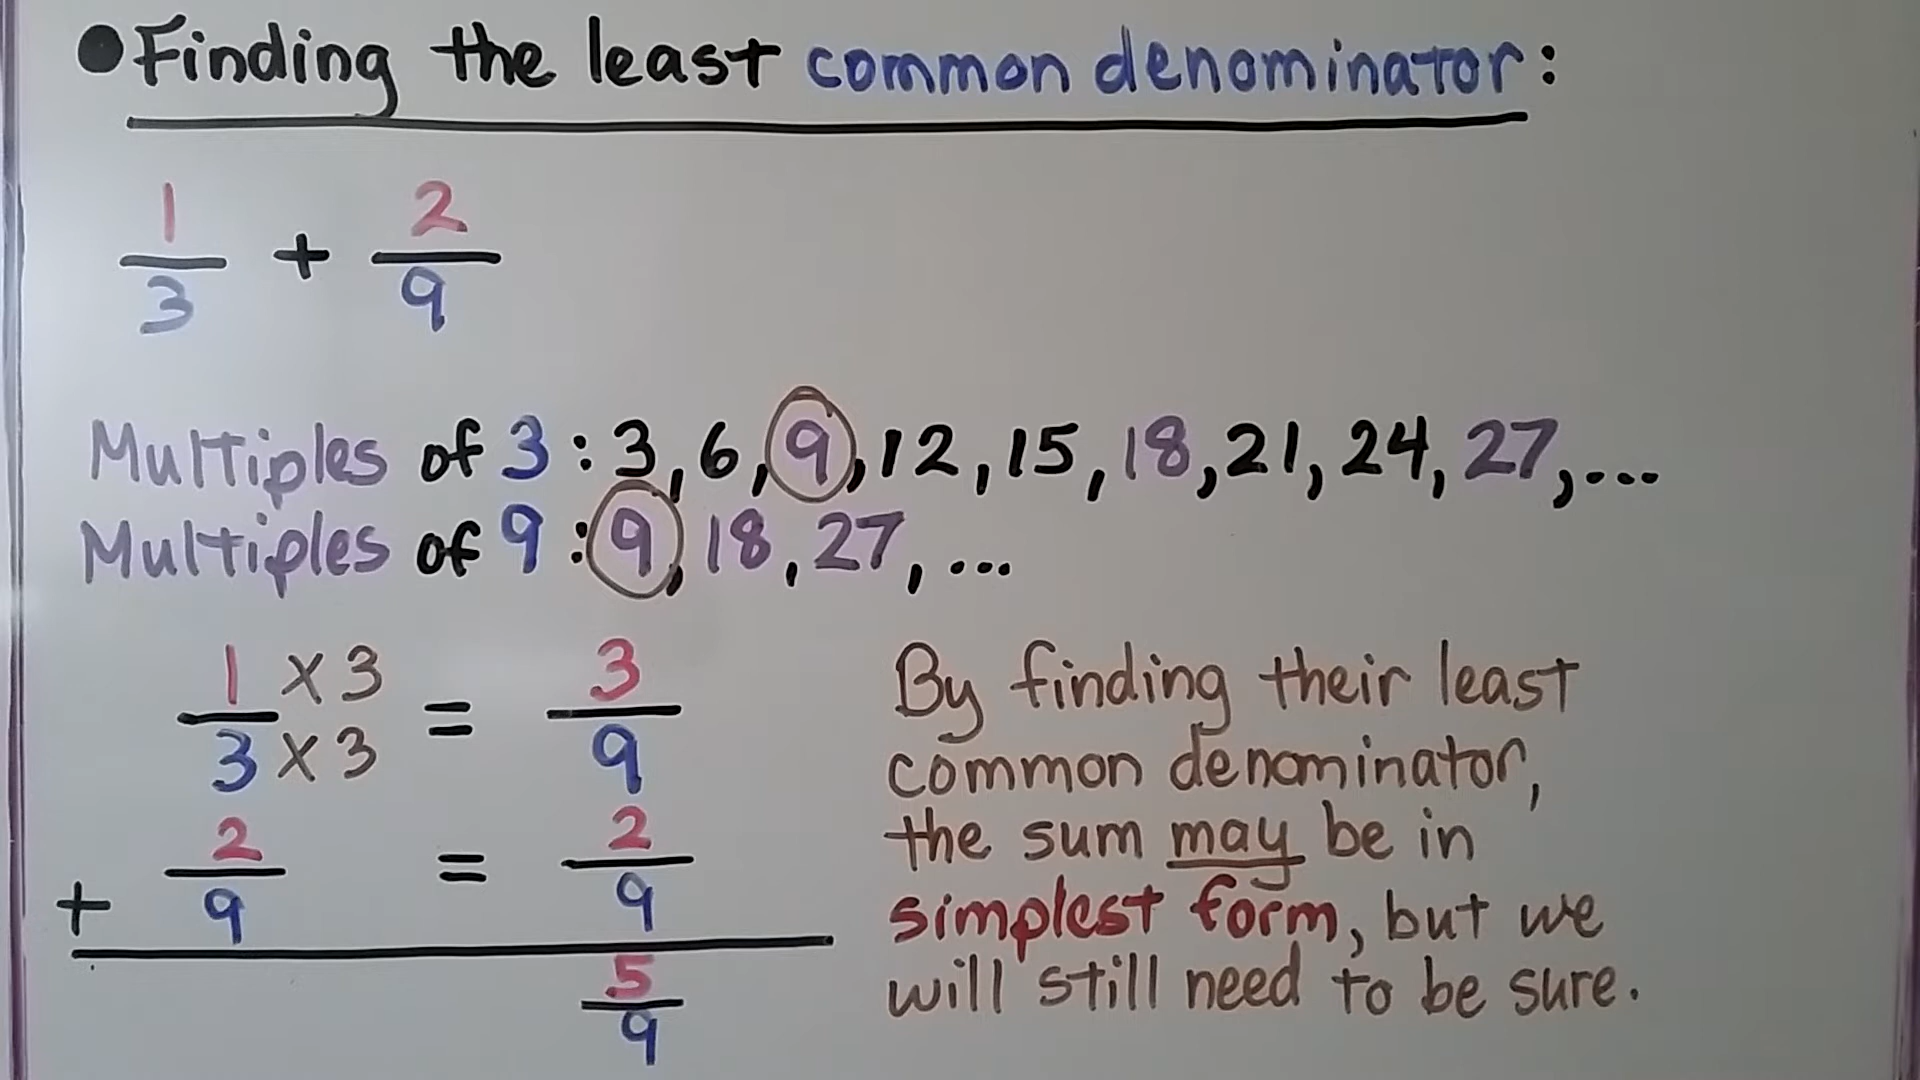 ●Finding the least common denominator:
1/3 + 2/9
Multiples of 3 : 3, 6, 9, 12, 15, 18, 21, 24, 27, ...
Multiples of 9 : 9, 18, 27, ...
1 × 3 / 3 × 3 = 3/9
+ 2/9 = 2/9
5/9
By finding their least
common denominator,
the sum may be in
simplest form, but we
will still need to be sure.